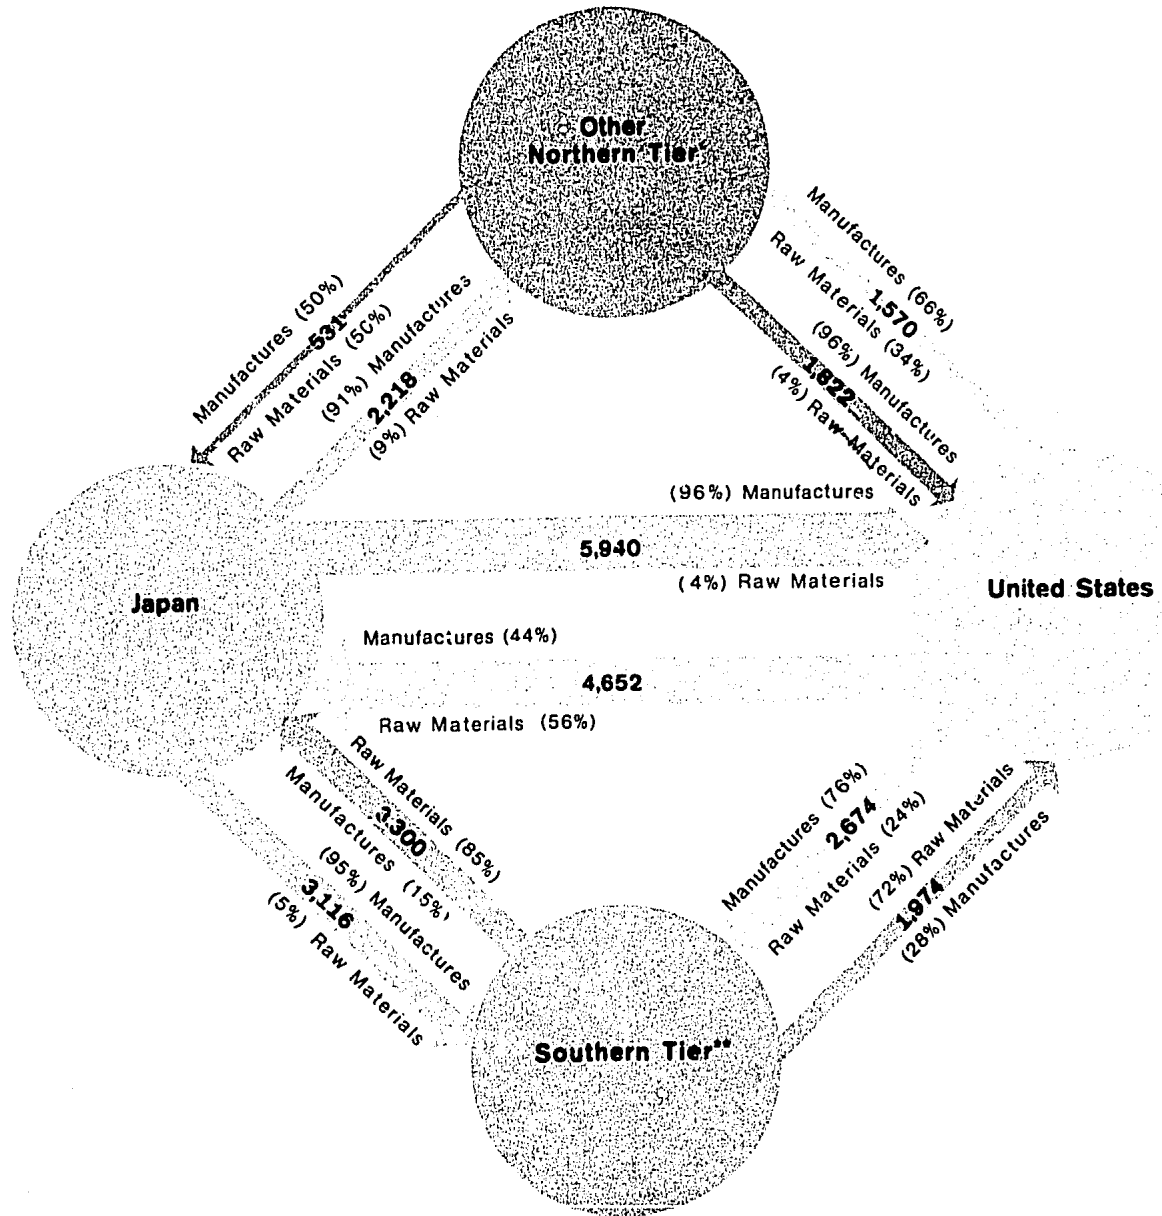 Other
Northern Tier*
Manufactures (66%)
1,570
Raw Materials (34%)
(96%) Manufactures
1,822
(4%) Raw Materials
Manufactures (50%)
531
Raw Materials (50%)
(91%) Manufactures
2,218
(9%) Raw Materials
(96%) Manufactures
5,940
(4%) Raw Materials
Japan
United States
Manufactures (44%)
4,652
Raw Materials (56%)
Raw Materials (85%)
3,300
Manufactures (15%)
(95%) Manufactures
3,116
(5%) Raw Materials
Manufactures (76%)
2,674
Raw Materials (24%)
(72%) Raw Materials
1,974
(28%) Manufactures
Southern Tier**